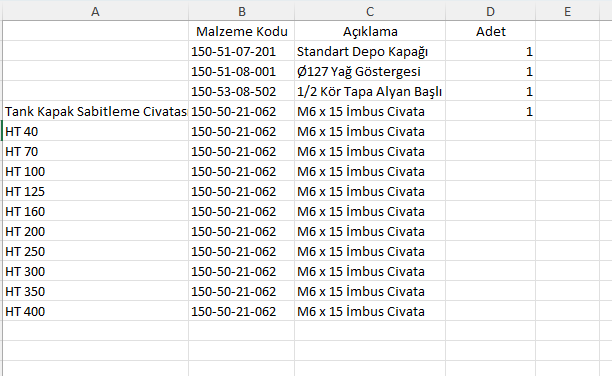 A B C D E
Malzeme Kodu Açıklama Adet
150-51-07-201 Standart Depo Kapağı 1
150-51-08-001 Ø127 Yağ Göstergesi 1
150-53-08-502 1/2 Kör Tapa Alyan Başlı 1
Tank Kapak Sabitleme Civatas 150-50-21-062 M6 x 15 İmbus Civata 1
HT 40 150-50-21-062 M6 x 15 İmbus Civata
HT 70 150-50-21-062 M6 x 15 İmbus Civata
HT 100 150-50-21-062 M6 x 15 İmbus Civata
HT 125 150-50-21-062 M6 x 15 İmbus Civata
HT 160 150-50-21-062 M6 x 15 İmbus Civata
HT 200 150-50-21-062 M6 x 15 İmbus Civata
HT 250 150-50-21-062 M6 x 15 İmbus Civata
HT 300 150-50-21-062 M6 x 15 İmbus Civata
HT 350 150-50-21-062 M6 x 15 İmbus Civata
HT 400 150-50-21-062 M6 x 15 İmbus Civata